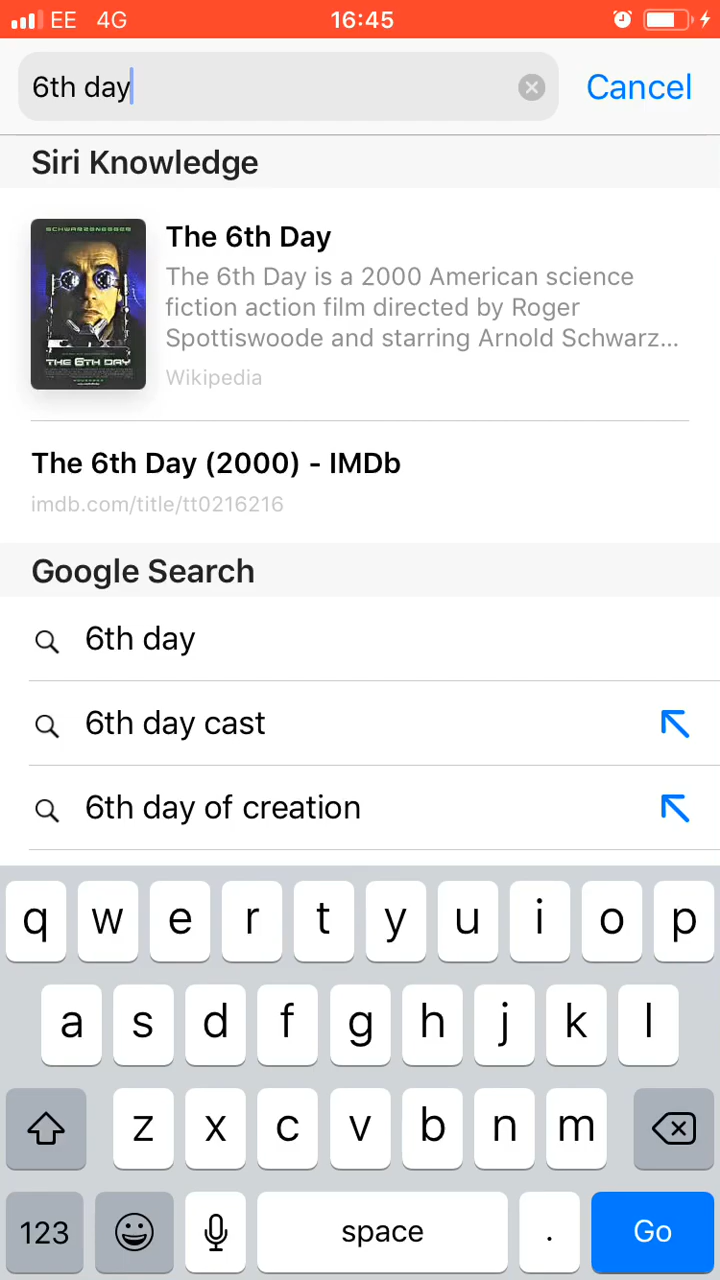 EE 4G 16:45
6th day Cancel
Siri Knowledge
SCHWARZENEGGER
THE 6TH DAY
The 6th Day
The 6th Day is a 2000 American science
fiction action film directed by Roger
Spottiswoode and starring Arnold Schwarz...
Wikipedia
The 6th Day (2000) - IMDb
imdb.com/title/tt0216216
Google Search
6th day
6th day cast
6th day of creation
q w e r t y u i o p
a s d f g h j k l
z x c v b n m
123 space . Go